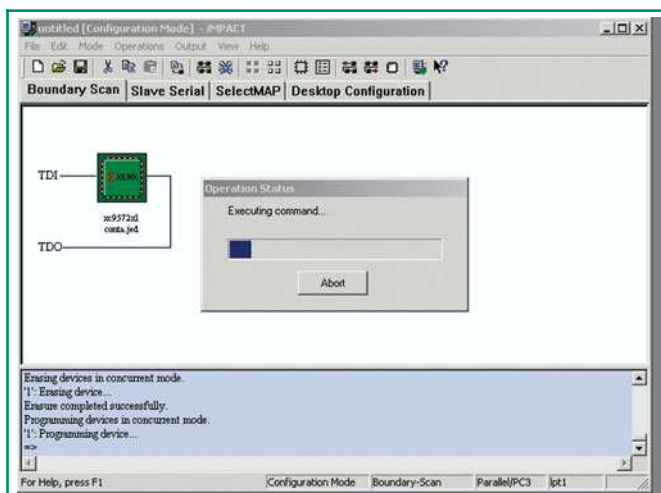 untitled [Configuration Mode] - iMPACT
File Edit Mode Operations Output View Help
Boundary Scan Slave Serial SelectMAP Desktop Configuration
TDI
XILINX
xc9572xl
conta.jed
TDO
Operation Status
Executing command...
Abort
Erasing devices in concurrent mode.
'1': Erasing device...
Erasure completed successfully.
Programming devices in concurrent mode.
'1': Programming device...
=>
For Help, press F1 Configuration Mode Boundary-Scan Parallel/PC3 lpt1